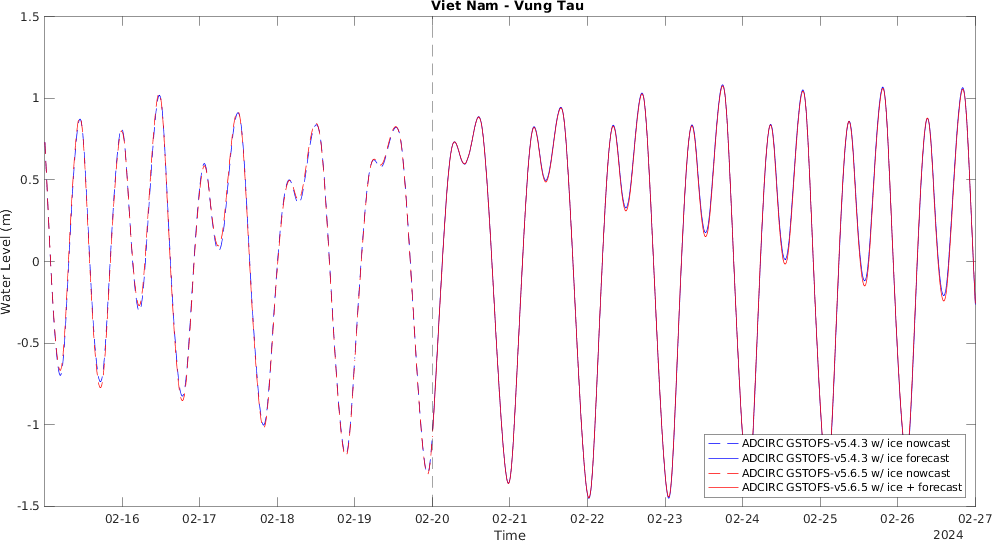 Viet Nam - Vung Tau
1.5
1
0.5
0
-0.5
-1
-1.5
Water Level (m)
ADCIRC GSTOFS-v5.4.3 w/ ice nowcast
ADCIRC GSTOFS-v5.4.3 w/ ice forecast
ADCIRC GSTOFS-v5.6.5 w/ ice nowcast
ADCIRC GSTOFS-v5.6.5 w/ ice + forecast
02-16 02-17 02-18 02-19 02-20 02-21 02-22 02-23 02-24 02-25 02-26 02-27
Time
2024